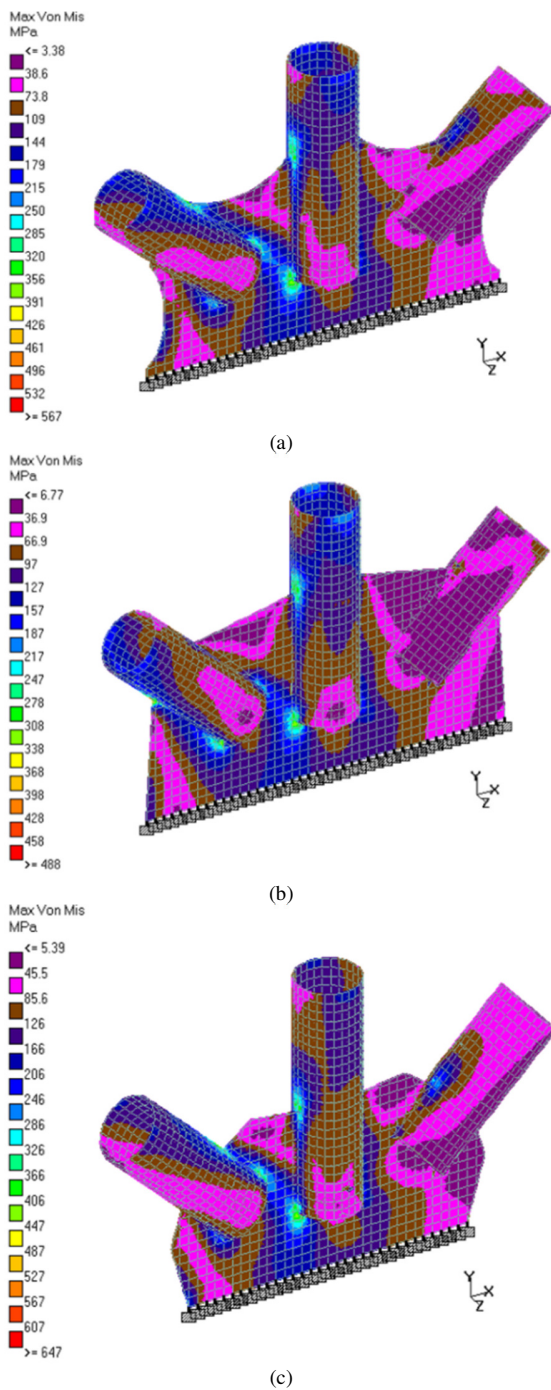 Max Von Mis
MPa
<= 3.38
38.6
73.8
109
144
179
215
250
285
320
356
391
426
461
496
532
>= 567
Y
X
Z
(a)
Max Von Mis
MPa
<= 6.77
36.9
66.9
97
127
157
187
217
247
278
308
338
368
398
428
458
>= 488
Y
X
Z
(b)
Max Von Mis
MPa
<= 5.39
45.5
85.6
126
166
206
246
286
326
366
406
447
487
527
567
607
>= 647
Y
X
Z
(c)